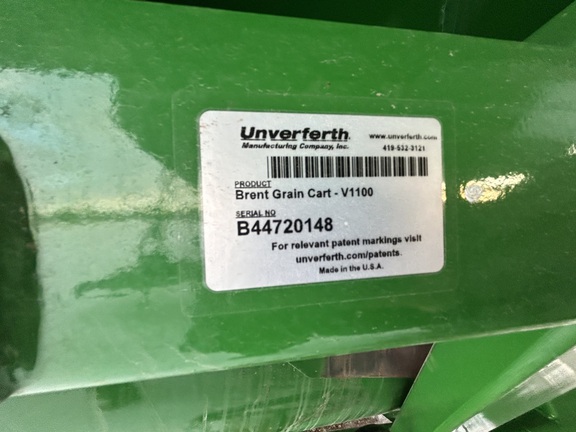 Unverferth
www.unverferth.com
Manufacturing Company, Inc.
419-532-3121
PRODUCT
Brent Grain Cart - V1100
SERIAL NO
B44720148
For relevant patent markings visit
unverferth.com/patents.
Made in the U.S.A.